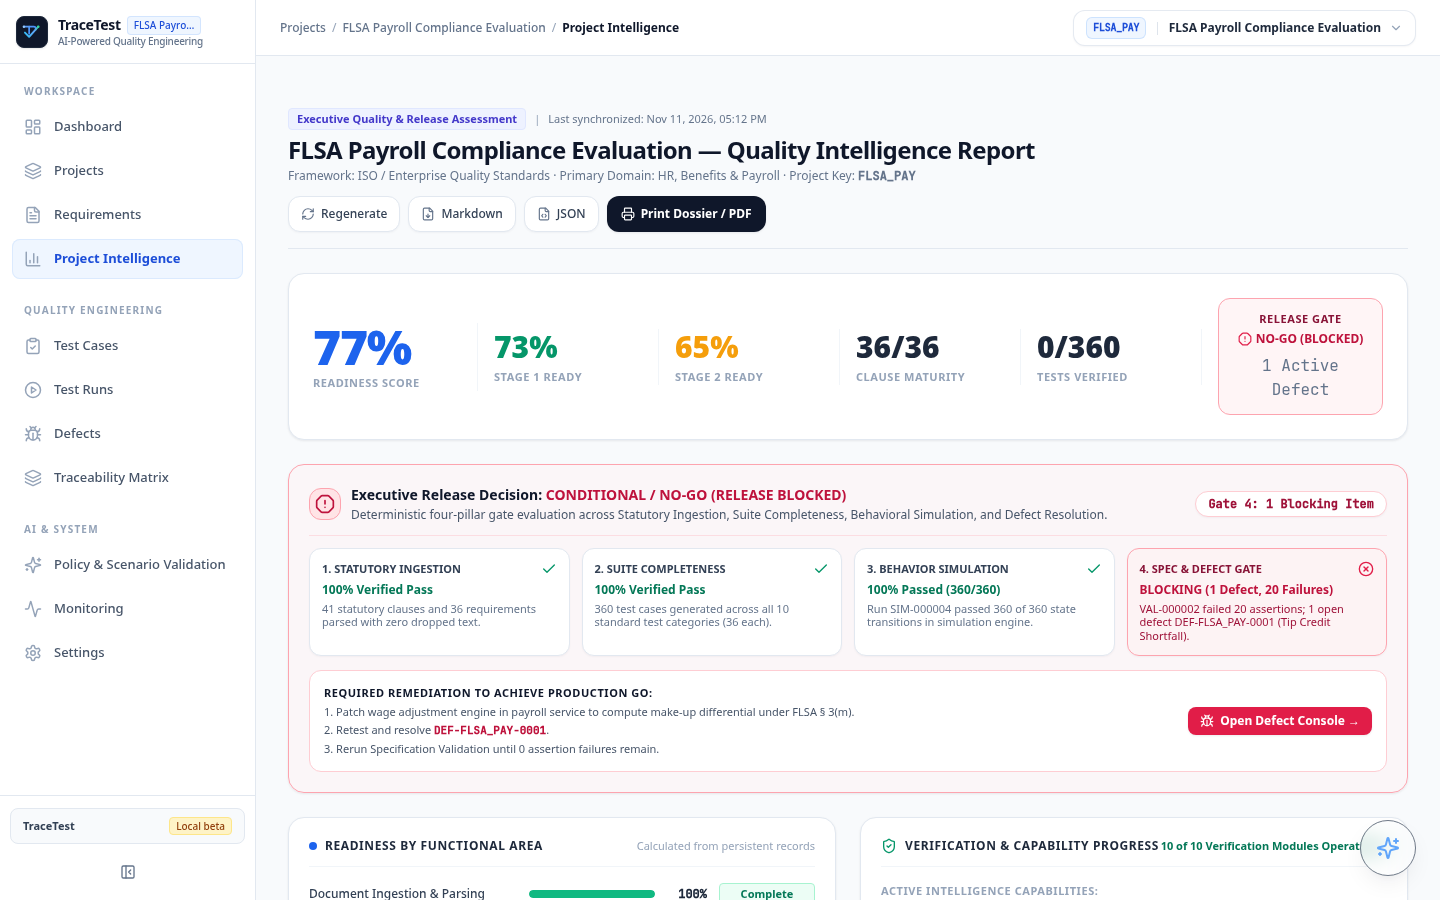 TraceTest
FLSA Payro...
AI-Powered Quality Engineering
WORKSPACE
Dashboard
Projects
Requirements
Project Intelligence
QUALITY ENGINEERING
Test Cases
Test Runs
Defects
Traceability Matrix
AI & SYSTEM
Policy & Scenario Validation
Monitoring
Settings
TraceTest
Local beta
Projects / FLSA Payroll Compliance Evaluation / Project Intelligence
FLSA_PAY
FLSA Payroll Compliance Evaluation
Executive Quality & Release Assessment | Last synchronized: Nov 11, 2026, 05:12 PM
FLSA Payroll Compliance Evaluation — Quality Intelligence Report
Framework: ISO / Enterprise Quality Standards · Primary Domain: HR, Benefits & Payroll · Project Key: FLSA_PAY
Regenerate
Markdown
JSON
Print Dossier / PDF
77%
READINESS SCORE
73%
STAGE 1 READY
65%
STAGE 2 READY
36/36
CLAUSE MATURITY
0/360
TESTS VERIFIED
RELEASE GATE
NO-GO (BLOCKED)
1 Active
Defect
Executive Release Decision: CONDITIONAL / NO-GO (RELEASE BLOCKED)
Deterministic four-pillar gate evaluation across Statutory Ingestion, Suite Completeness, Behavioral Simulation, and Defect Resolution.
Gate 4: 1 Blocking Item
1. STATUTORY INGESTION
100% Verified Pass
41 statutory clauses and 36 requirements
parsed with zero dropped text.
2. SUITE COMPLETENESS
100% Verified Pass
360 test cases generated across all 10
standard test categories (36 each).
3. BEHAVIOR SIMULATION
100% Passed (360/360)
Run SIM-000004 passed 360 of 360 state
transitions in simulation engine.
4. SPEC & DEFECT GATE
BLOCKING (1 Defect, 20 Failures)
VAL-000002 failed 20 assertions; 1 open
defect DEF-FLSA_PAY-0001 (Tip Credit
Shortfall).
REQUIRED REMEDIATION TO ACHIEVE PRODUCTION GO:
1. Patch wage adjustment engine in payroll service to compute make-up differential under FLSA § 3(m).
2. Retest and resolve DEF-FLSA_PAY-0001.
3. Rerun Specification Validation until 0 assertion failures remain.
Open Defect Console →
READINESS BY FUNCTIONAL AREA
Calculated from persistent records
Document Ingestion & Parsing
100%
Complete
VERIFICATION & CAPABILITY PROGRESS
10 of 10 Verification Modules Operat
ACTIVE INTELLIGENCE CAPABILITIES: